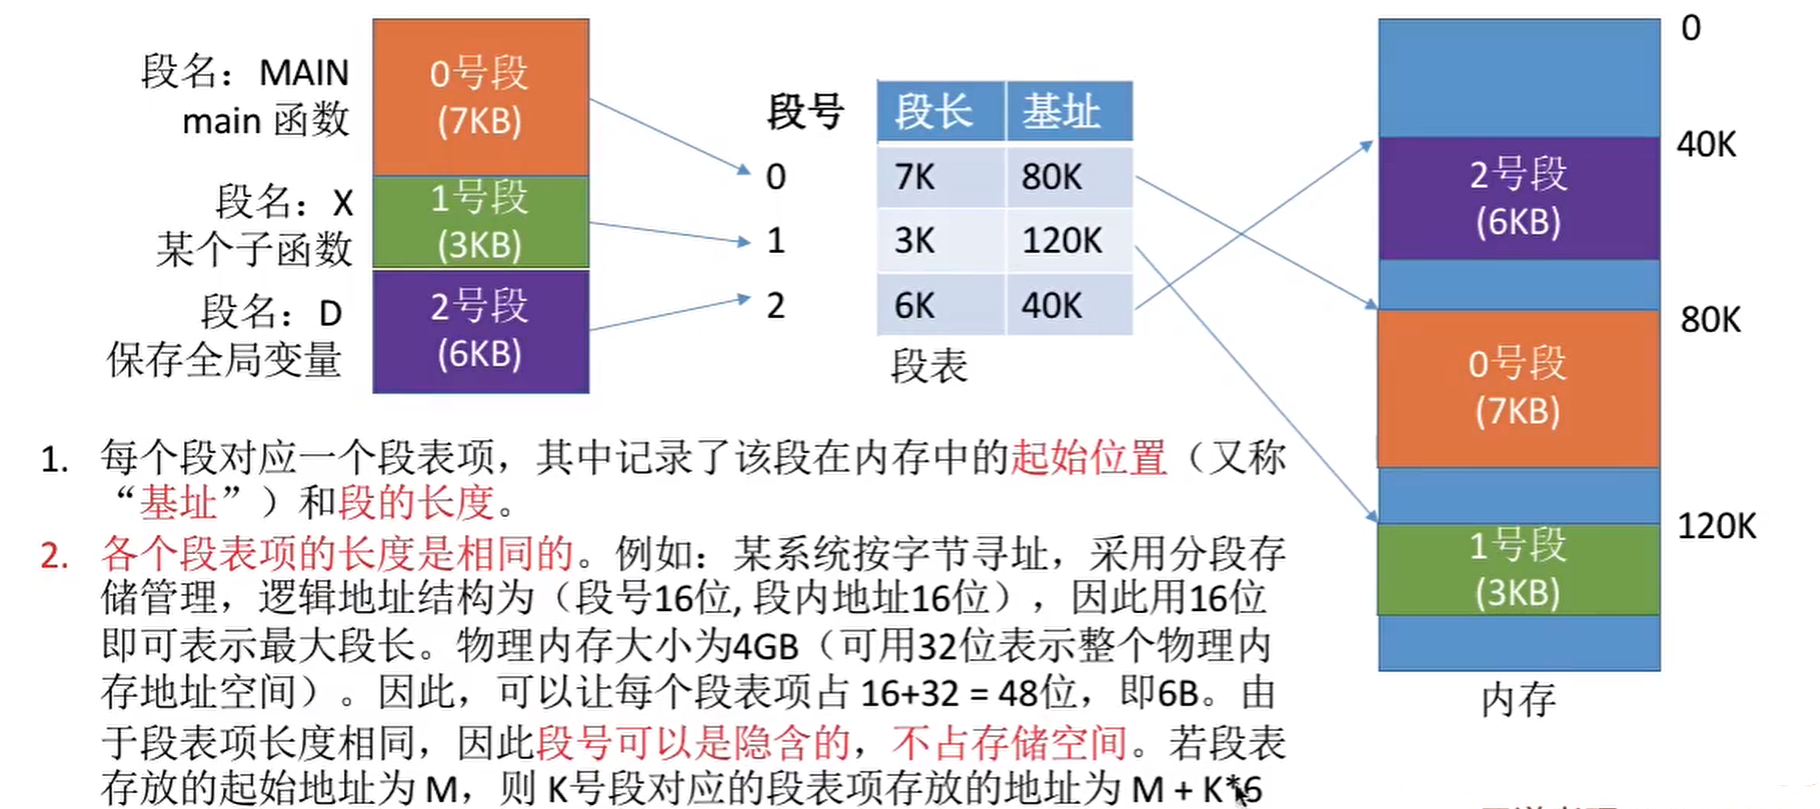 段名：MAIN
main 函数
段名：X
某个子函数
段名：D
保存全局变量
0号段
(7KB)
1号段
(3KB)
2号段
(6KB)
段号 段长 基址
0 7K 80K
1 3K 120K
2 6K 40K
段表
0
40K
2号段
(6KB)
80K
0号段
(7KB)
120K
1号段
(3KB)
内存
1. 每个段对应一个段表项，其中记录了该段在内存中的起始位置（又称
“基址”）和段的长度。
2. 各个段表项的长度是相同的。例如：某系统按字节寻址，采用分段存
储管理，逻辑地址结构为（段号16位, 段内地址16位），因此用16位
即可表示最大段长。物理内存大小为4GB（可用32位表示整个物理内
存地址空间）。因此，可以让每个段表项占 16+32 = 48位，即6B。由
于段表项长度相同，因此段号可以是隐含的，不占存储空间。若段表
存放的起始地址为 M，则 K号段对应的段表项存放的地址为 M + K*6